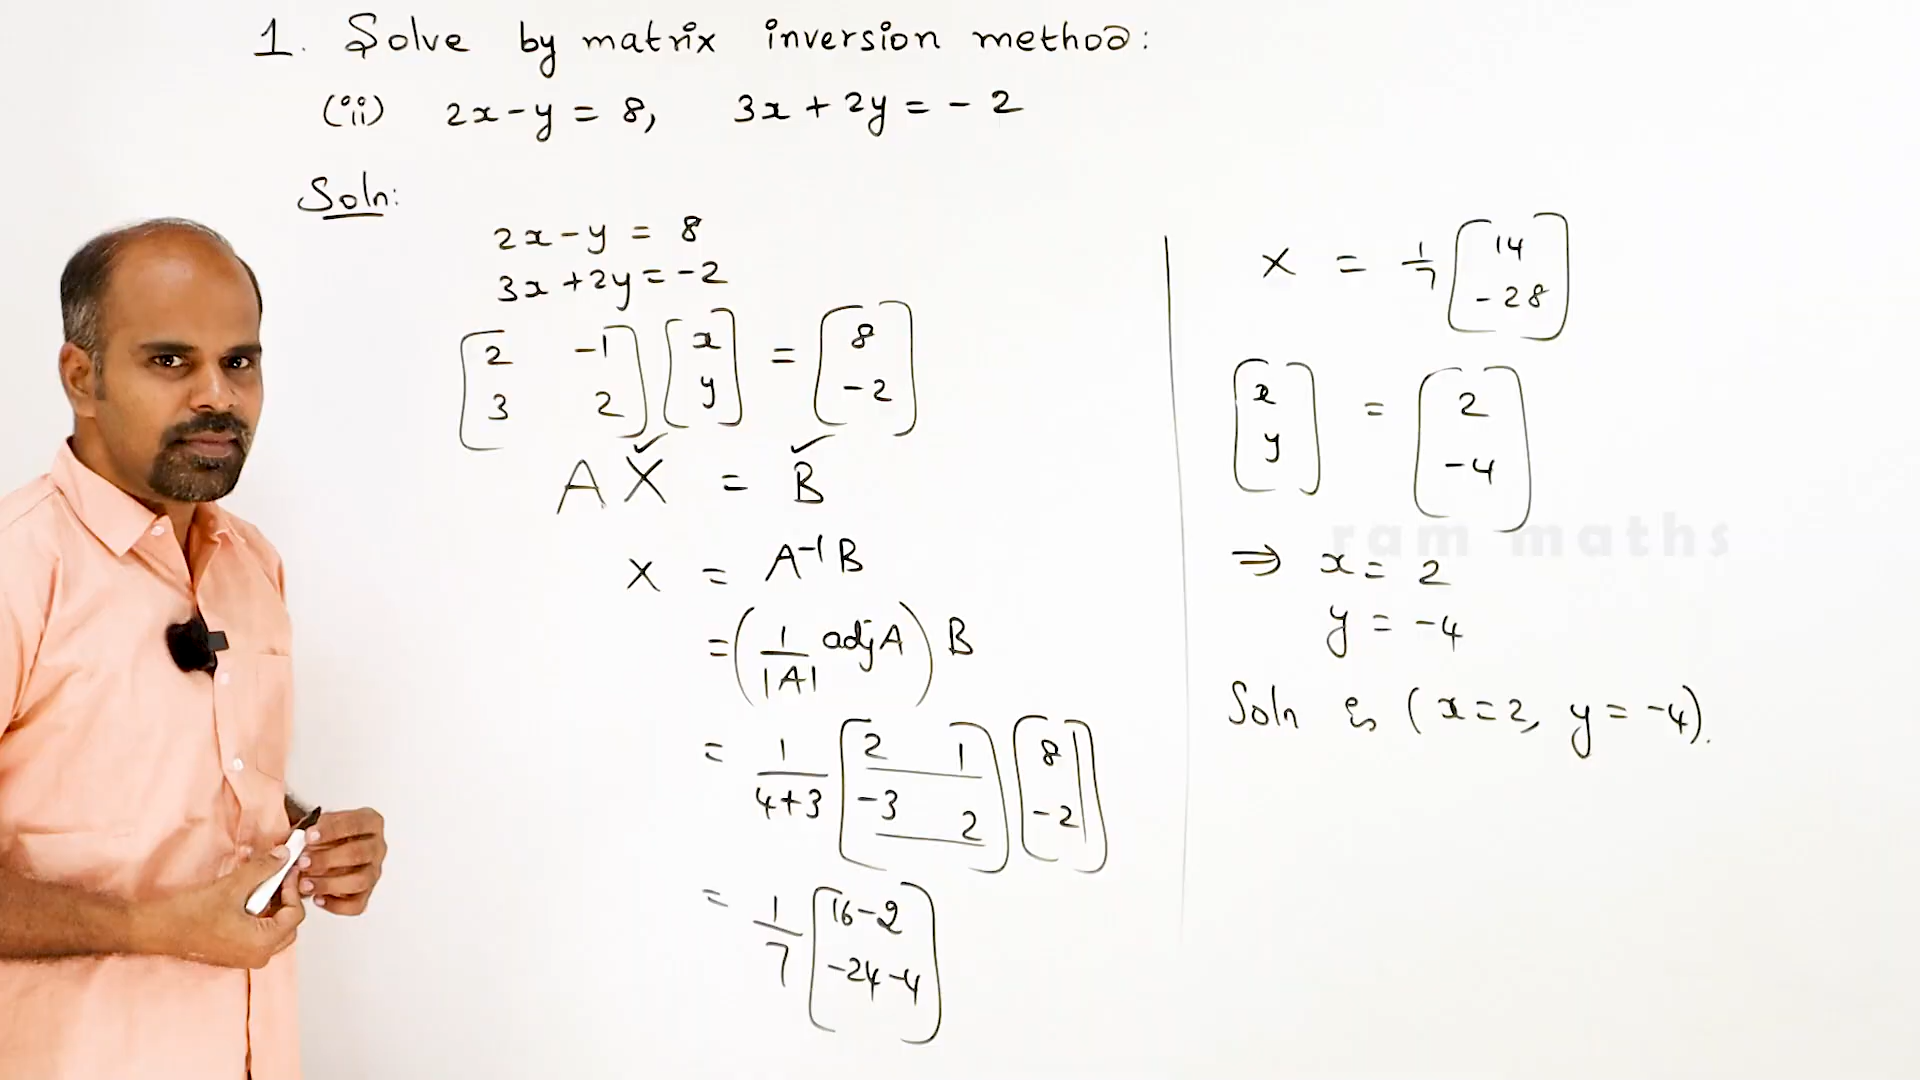 1. Solve by matrix inversion method:
(ii) 2x - y = 8, 3x + 2y = - 2
Soln:
2x - y = 8
3x + 2y = -2
[2 -1; 3 2] [x; y] = [8; -2]
A X = B
X = A⁻¹ B
= (1/|A| adj A) B
= 1/(4+3) [2 1; -3 2] [8; -2]
= 1/7 [16-2; -24-4]
X = 1/7 [14; -28]
[x; y] = [2; -4]
⇒ x = 2
y = -4
Soln is (x = 2, y = -4).
ram maths